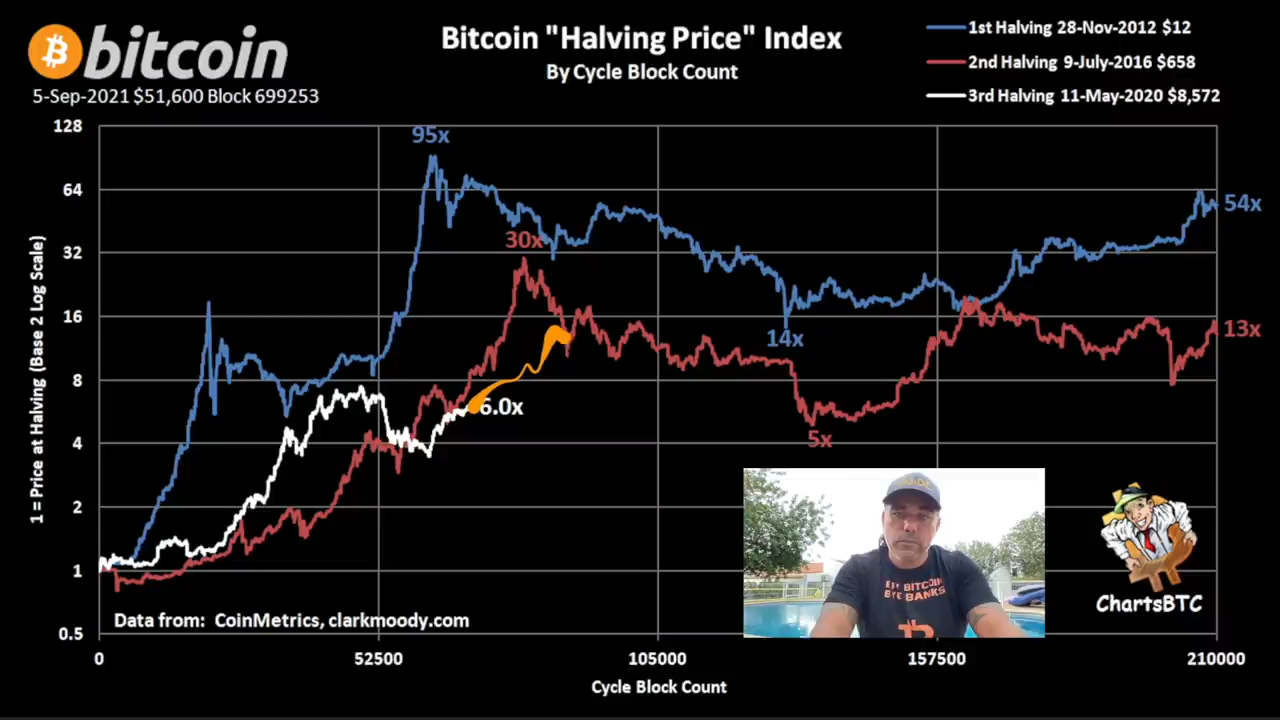 bitcoin
5-Sep-2021 $51,600 Block 699253
Bitcoin "Halving Price" Index
By Cycle Block Count
1st Halving 28-Nov-2012 $12
2nd Halving 9-July-2016 $658
3rd Halving 11-May-2020 $8,572
1 = Price at Halving (Base 2 Log Scale)
128
64
32
16
8
4
2
1
0.5
95x
30x
6.0x
14x
5x
54x
13x
BITCOIN
BYE BANKS
ChartsBTC
Data from: CoinMetrics, clarkmoody.com
0
52500
105000
157500
210000
Cycle Block Count